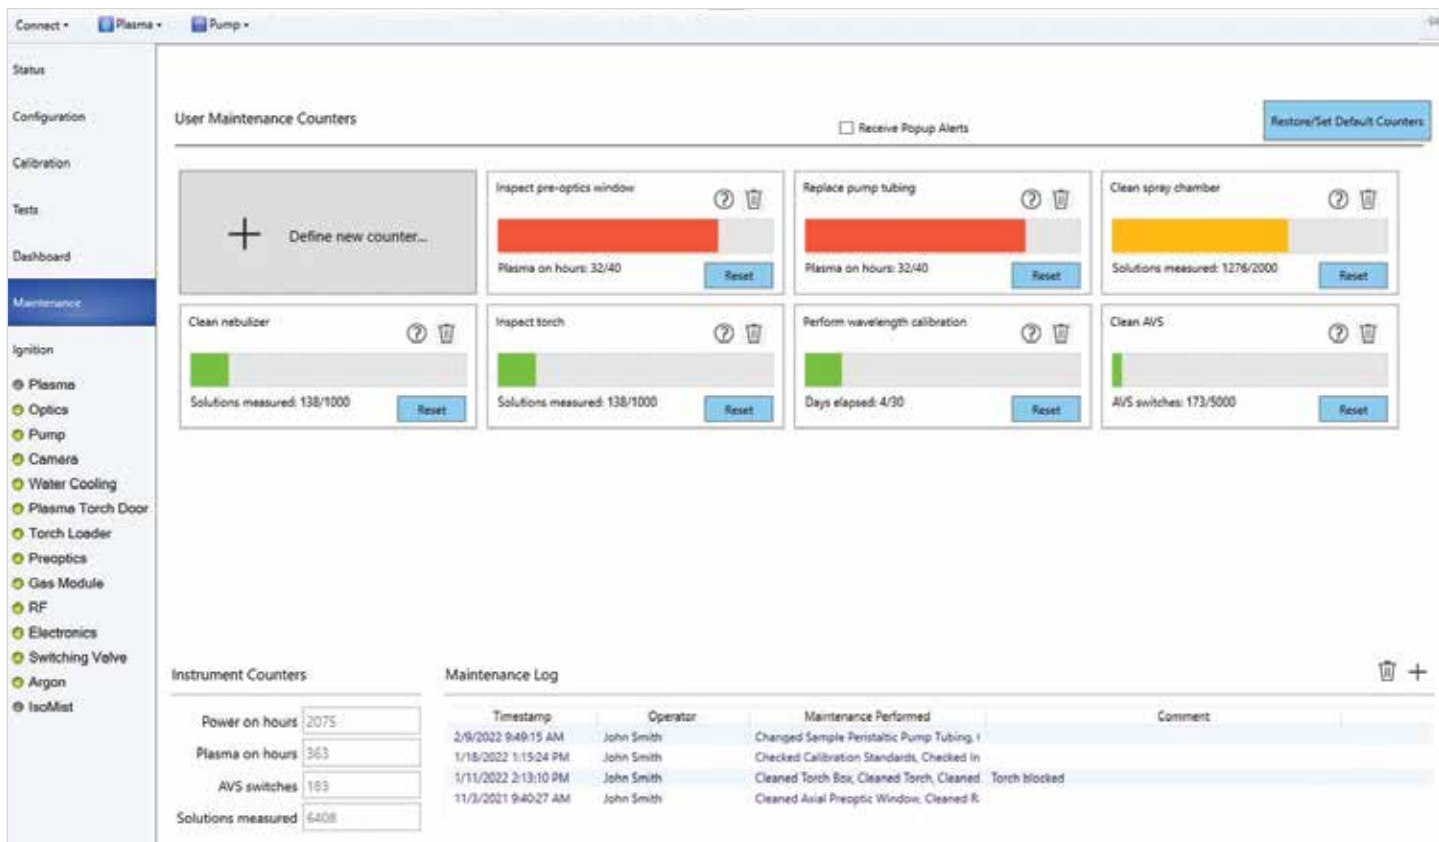 Connect
Plasma
Pump
Status
Configuration
Calibration
Tests
Dashboard
Maintenance
Ignition
Plasma
Optics
Pump
Camera
Water Cooling
Plasma Torch Door
Torch Loader
Preoptics
Gas Module
RF
Electronics
Switching Valve
Argon
IsoMist
User Maintenance Counters
Receive Popup Alerts
Restore/Set Default Counters
Define new counter...
Inspect pre-optics window
Plasma on hours: 32/40
Reset
Replace pump tubing
Plasma on hours: 32/40
Reset
Clean spray chamber
Solutions measured: 1276/2000
Reset
Clean nebulizer
Solutions measured: 138/1000
Reset
Inspect torch
Solutions measured: 138/1000
Reset
Perform wavelength calibration
Days elapsed: 4/30
Reset
Clean AVS
AVS switches: 173/5000
Reset
Instrument Counters
Power on hours 2075
Plasma on hours 363
AVS switches 183
Solutions measured 6408
Maintenance Log
Timestamp Operator Maintenance Performed Comment
2/9/2022 9:49:15 AM John Smith Changed Sample Peristaltic Pump Tubing,
1/18/2022 1:15:24 PM John Smith Checked Calibration Standards, Checked In
1/11/2022 2:13:10 PM John Smith Cleaned Torch Box, Cleaned Torch, Cleaned Torch blocked
11/3/2021 9:40:27 AM John Smith Cleaned Axial Preoptic Window, Cleaned R